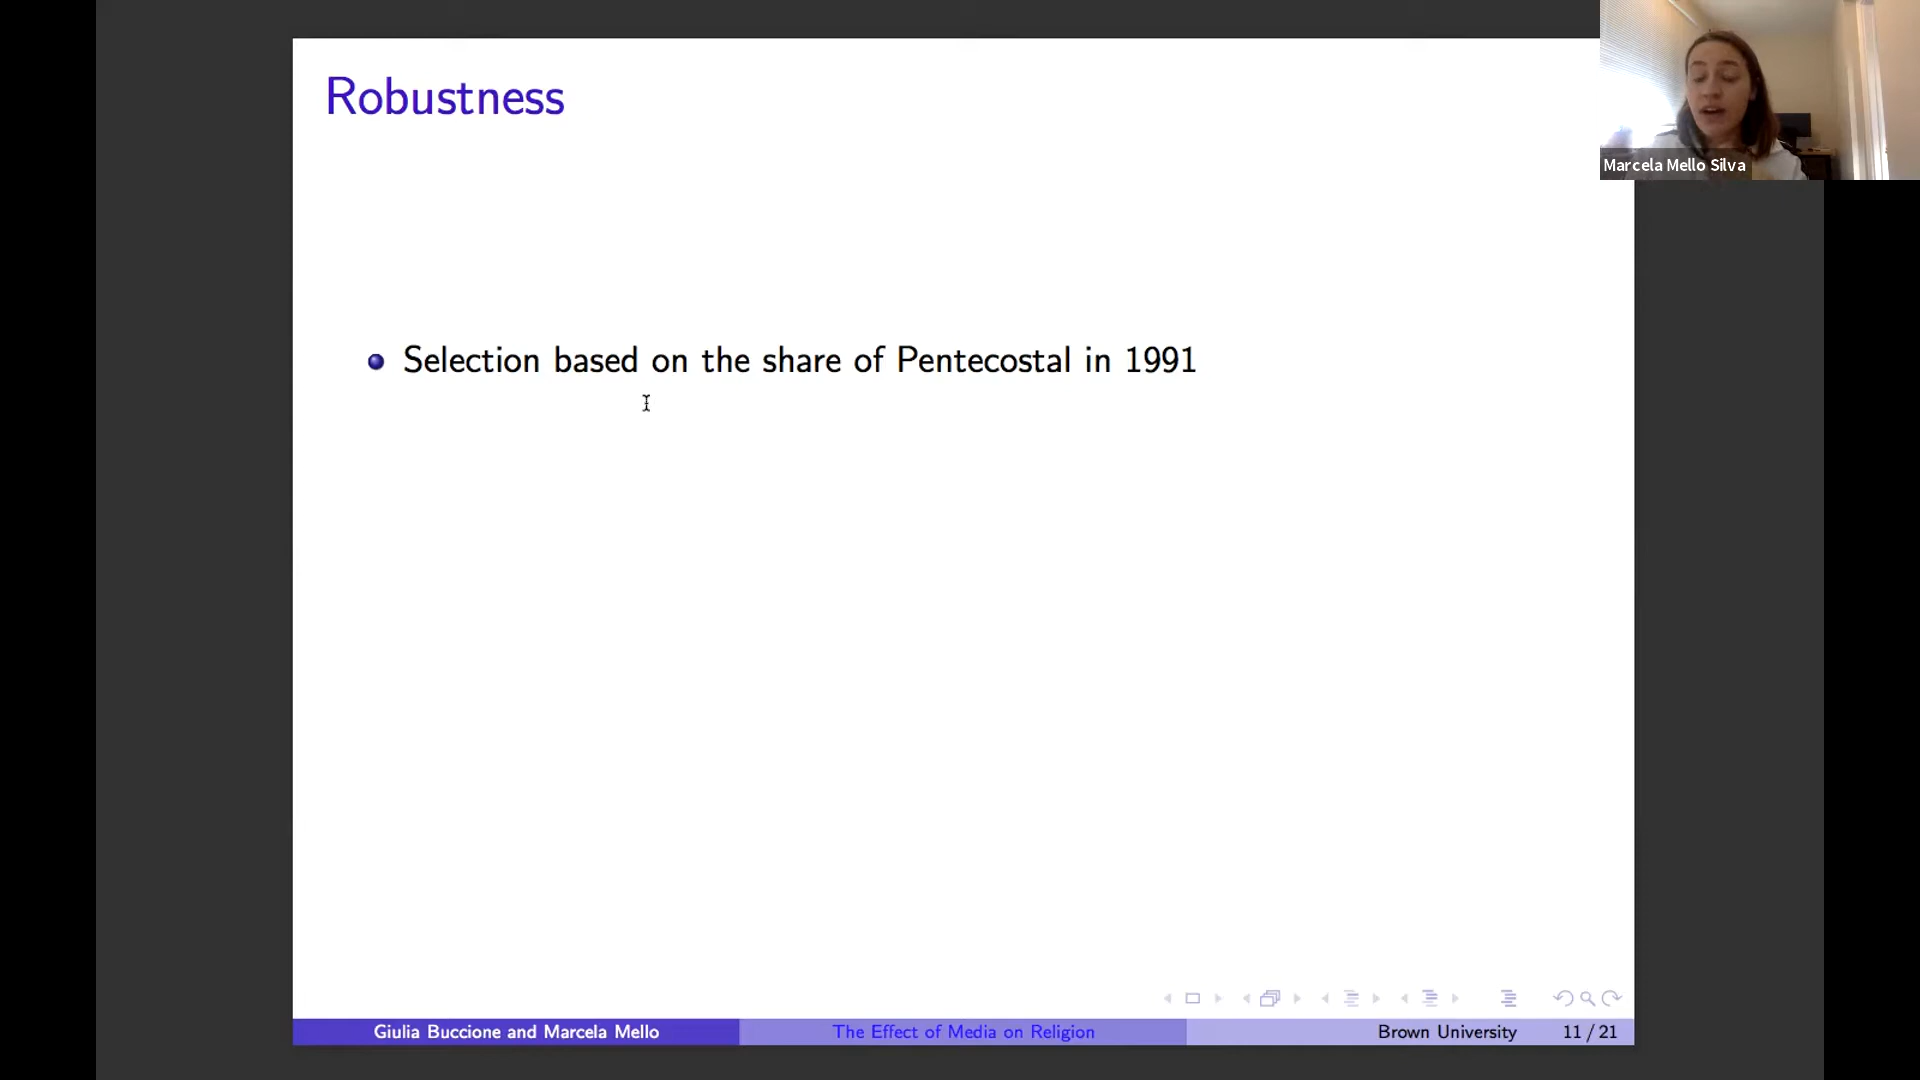 Robustness
Marcela Mello Silva
Selection based on the share of Pentecostal in 1991
Giulia Buccione and Marcela Mello
The Effect of Media on Religion
Brown University
11 / 21